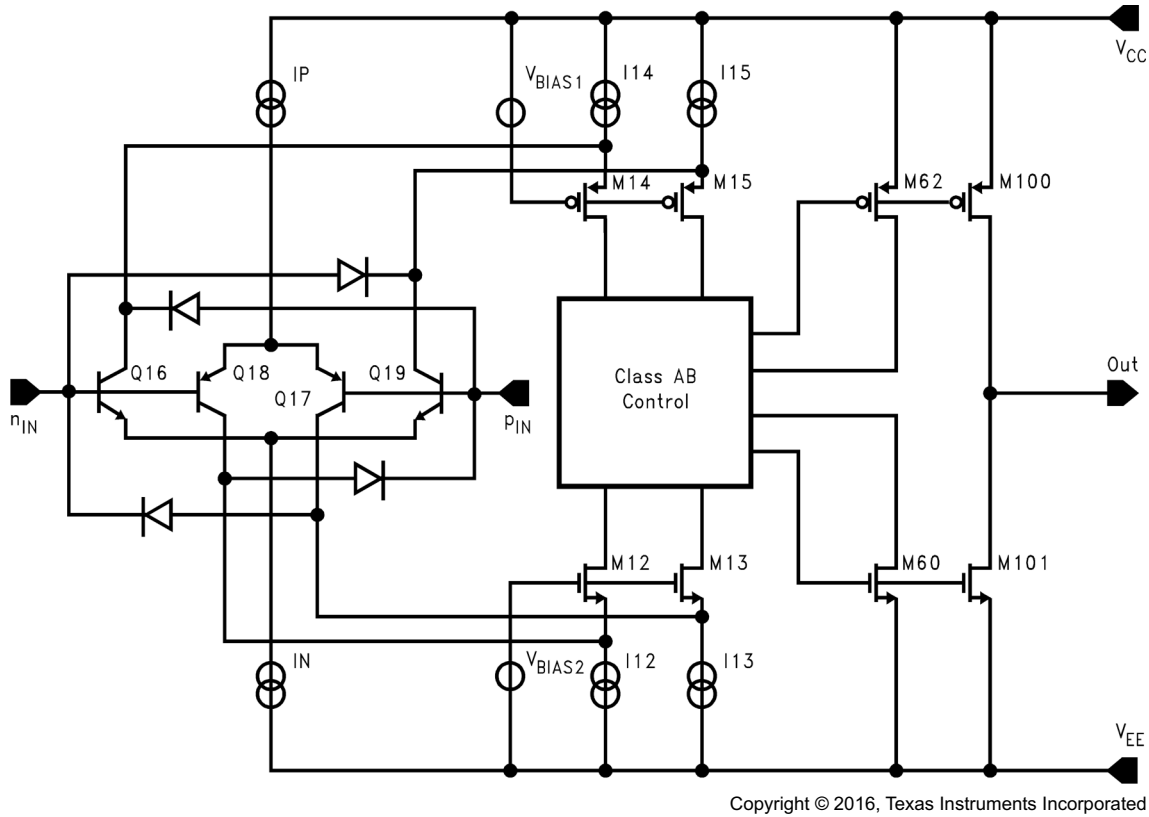 V_CC
IP
V_BIAS1
I14
I15
M14
M15
M62
M100
Q16
Q18
Q17
Q19
n_IN
p_IN
Class AB
Control
Out
M12
M13
M60
M101
IN
V_BIAS2
I12
I13
V_EE
Copyright © 2016, Texas Instruments Incorporated